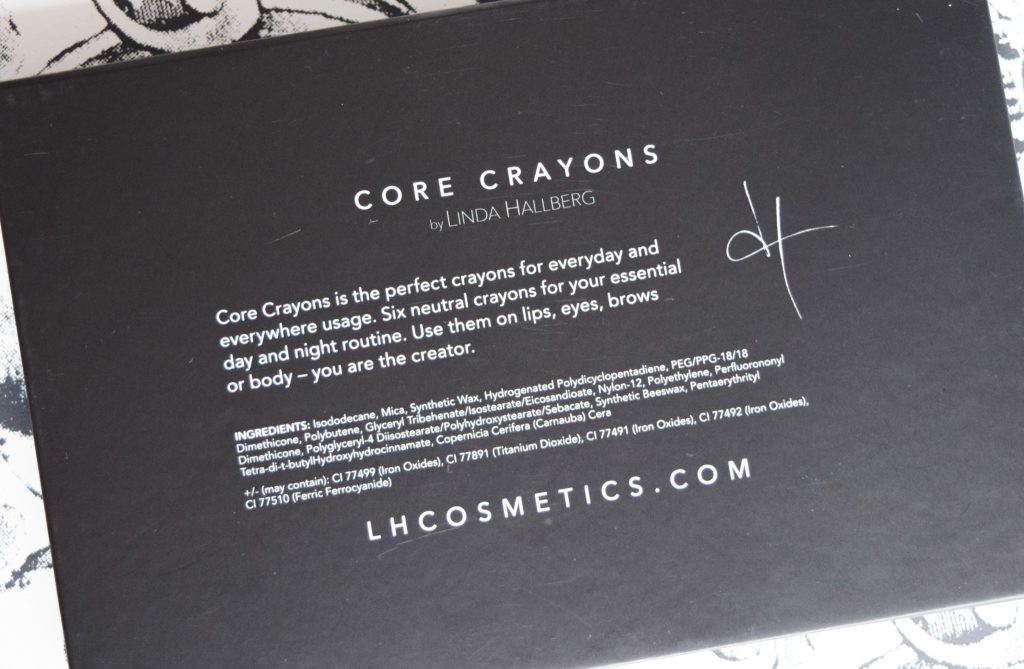 CORE CRAYONS
by LINDA HALLBERG
Core Crayons is the perfect crayons for everyday and
everywhere usage. Six neutral crayons for your essential
day and night routine. Use them on lips, eyes, brows
or body – you are the creator.
INGREDIENTS: Isododecane, Mica, Synthetic Wax, Hydrogenated Polydicyclopentadiene, PEG/PPG-18/18
Dimethicone, Polybutene, Glyceryl Tribehenate/Isostearate/Eicosandioate, Nylon-12, Polyethylene, Perfluorononyl
Dimethicone, Polyglyceryl-4 Diisostearate/Polyhydroxystearate/Sebacate, Synthetic Beeswax, Pentaerythrityl
Tetra-di-t-butylHydroxyhydrocinnamate, Copernicia Cerifera (Carnauba) Cera
+/- (may contain): CI 77499 (Iron Oxides), CI 77891 (Titanium Dioxide), CI 77491 (Iron Oxides), CI 77492 (Iron Oxides),
CI 77510 (Ferric Ferrocyanide)
LHCOSMETICS.COM